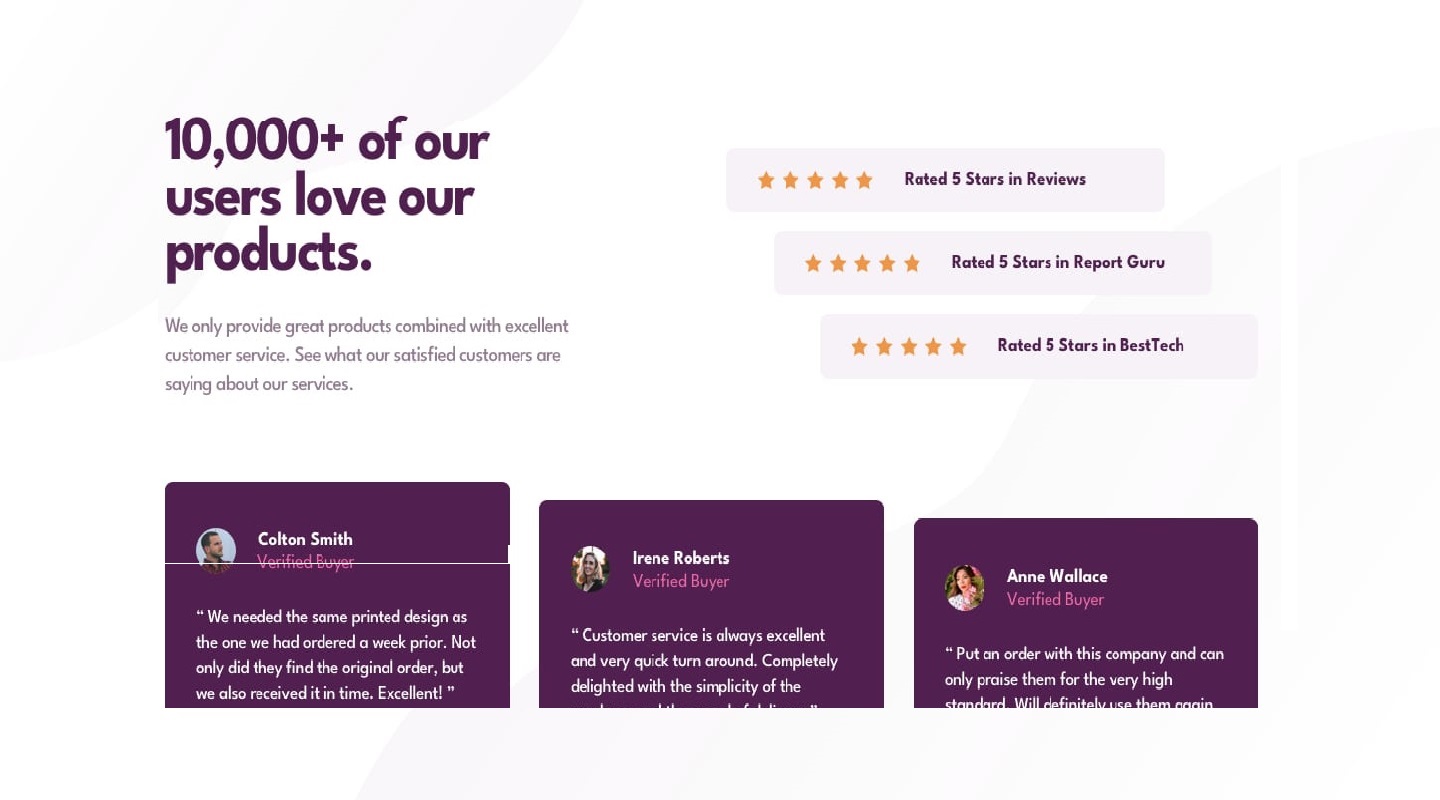 10,000+ of our
users love our
products.
We only provide great products combined with excellent
customer service. See what our satisfied customers are
saying about our services.
Rated 5 Stars in Reviews
Rated 5 Stars in Report Guru
Rated 5 Stars in BestTech
Colton Smith
Verified Buyer
“ We needed the same printed design as
the one we had ordered a week prior. Not
only did they find the original order, but
we also received it in time. Excellent! ”
Irene Roberts
Verified Buyer
“ Customer service is always excellent
and very quick turn around. Completely
delighted with the simplicity of the
Anne Wallace
Verified Buyer
“ Put an order with this company and can
only praise them for the very high
standard. Will definitely use them again